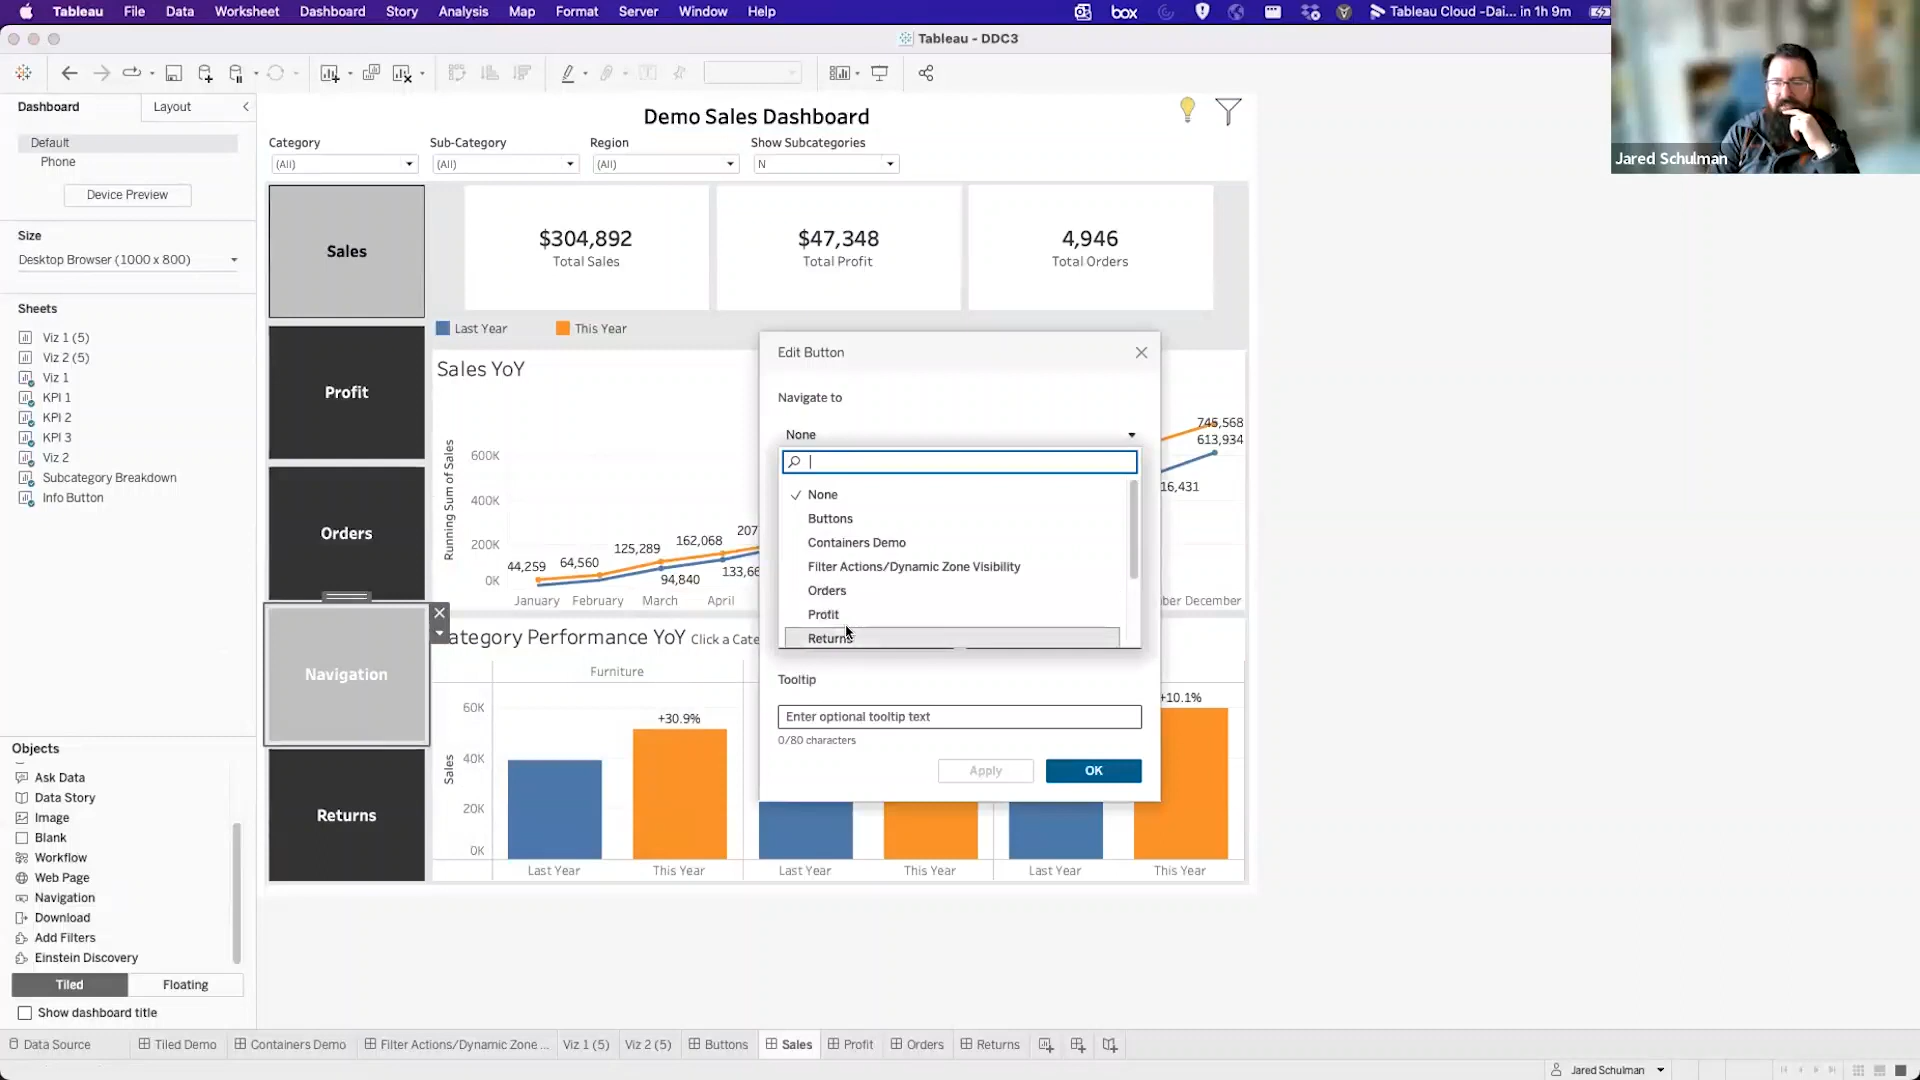 Tableau File Data Worksheet Dashboard Story Analysis Map Format Server Window Help box Tableau Cloud -Dai... in 1h 9m
Tableau - DDC3
Jared Schulman
Dashboard Layout
Default
Phone
Device Preview
Size
Desktop Browser (1000 x 800)
Sheets
Viz 1 (5)
Viz 2 (5)
Viz 1
KPI 1
KPI 2
KPI 3
Viz 2
Subcategory Breakdown
Info Button
Objects
Ask Data
Data Story
Image
Blank
Workflow
Web Page
Navigation
Download
Add Filters
Einstein Discovery
Tiled Floating
Show dashboard title
Demo Sales Dashboard
Category Sub-Category Region Show Subcategories
(All) (All) (All) N
Sales
Profit
Orders
Navigation
Returns
$304,892
Total Sales
$47,348
Total Profit
4,946
Total Orders
Last Year This Year
Sales YoY
Running Sum of Sales
600K
400K
200K
0K
44,259
64,560
125,289
94,840
162,068
207
133,66
745,568
613,934
16,431
January February March April
ber December
ategory Performance YoY Click a Cate
Furniture
Sales
60K
40K
20K
0K
+30.9%
+10.1%
Last Year This Year Last Year This Year Last Year This Year
Edit Button
Navigate to
None
None
Buttons
Containers Demo
Filter Actions/Dynamic Zone Visibility
Orders
Profit
Returns
Tooltip
Enter optional tooltip text
0/80 characters
Apply OK
Data Source Tiled Demo Containers Demo Filter Actions/Dynamic Zone ... Viz 1 (5) Viz 2 (5) Buttons Sales Profit Orders Returns
Jared Schulman